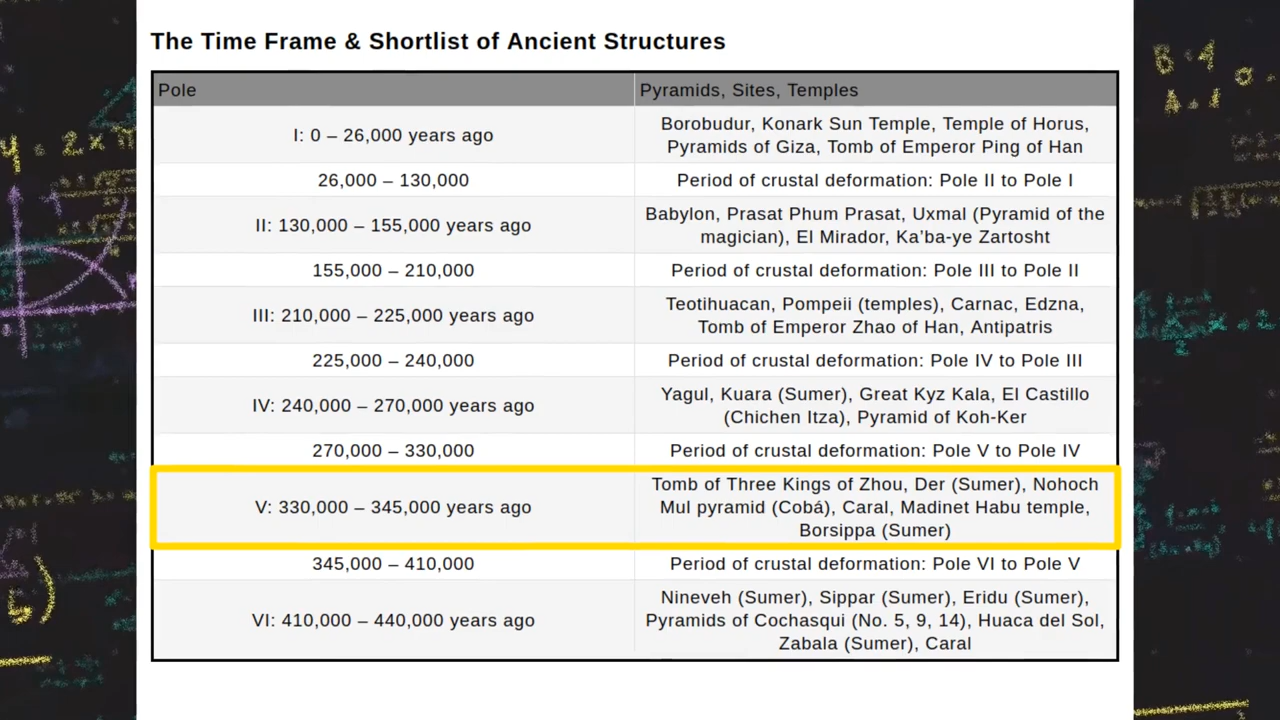 The Time Frame & Shortlist of Ancient Structures
Pole
Pyramids, Sites, Temples
I: 0 – 26,000 years ago
Borobudur, Konark Sun Temple, Temple of Horus,
Pyramids of Giza, Tomb of Emperor Ping of Han
26,000 – 130,000
Period of crustal deformation: Pole II to Pole I
II: 130,000 – 155,000 years ago
Babylon, Prasat Phum Prasat, Uxmal (Pyramid of the
magician), El Mirador, Ka'ba-ye Zartosht
155,000 – 210,000
Period of crustal deformation: Pole III to Pole II
III: 210,000 – 225,000 years ago
Teotihuacan, Pompeii (temples), Carnac, Edzna,
Tomb of Emperor Zhao of Han, Antipatris
225,000 – 240,000
Period of crustal deformation: Pole IV to Pole III
IV: 240,000 – 270,000 years ago
Yagul, Kuara (Sumer), Great Kyz Kala, El Castillo
(Chichen Itza), Pyramid of Koh-Ker
270,000 – 330,000
Period of crustal deformation: Pole V to Pole IV
V: 330,000 – 345,000 years ago
Tomb of Three Kings of Zhou, Der (Sumer), Nohoch
Mul pyramid (Cobá), Caral, Madinet Habu temple,
Borsippa (Sumer)
345,000 – 410,000
Period of crustal deformation: Pole VI to Pole V
VI: 410,000 – 440,000 years ago
Nineveh (Sumer), Sippar (Sumer), Eridu (Sumer),
Pyramids of Cochasqui (No. 5, 9, 14), Huaca del Sol,
Zabala (Sumer), Caral